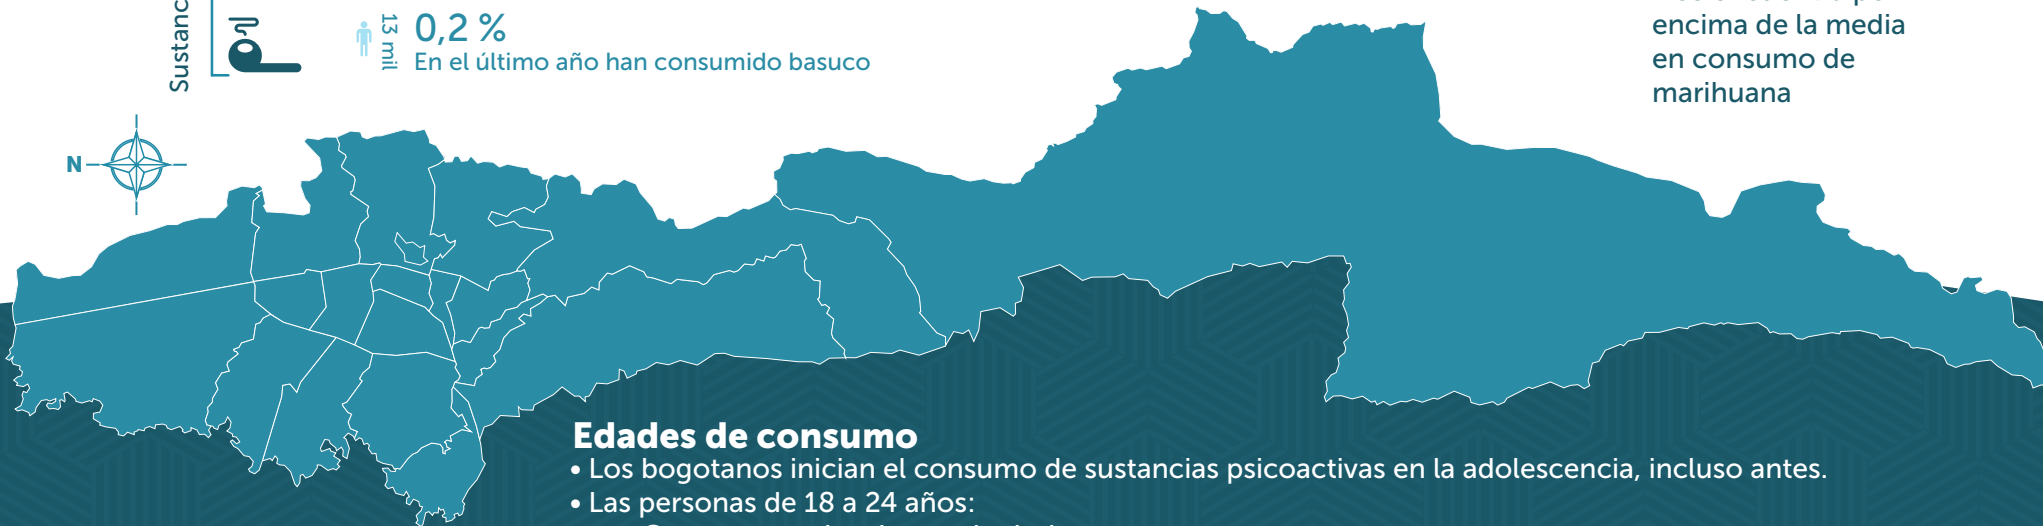 Sustanc
13 mil
0,2 %
En el último año han consumido basuco
encima de la media
en consumo de
marihuana
N
Edades de consumo
• Los bogotanos inician el consumo de sustancias psicoactivas en la adolescencia, incluso antes.
• Las personas de 18 a 24 años: